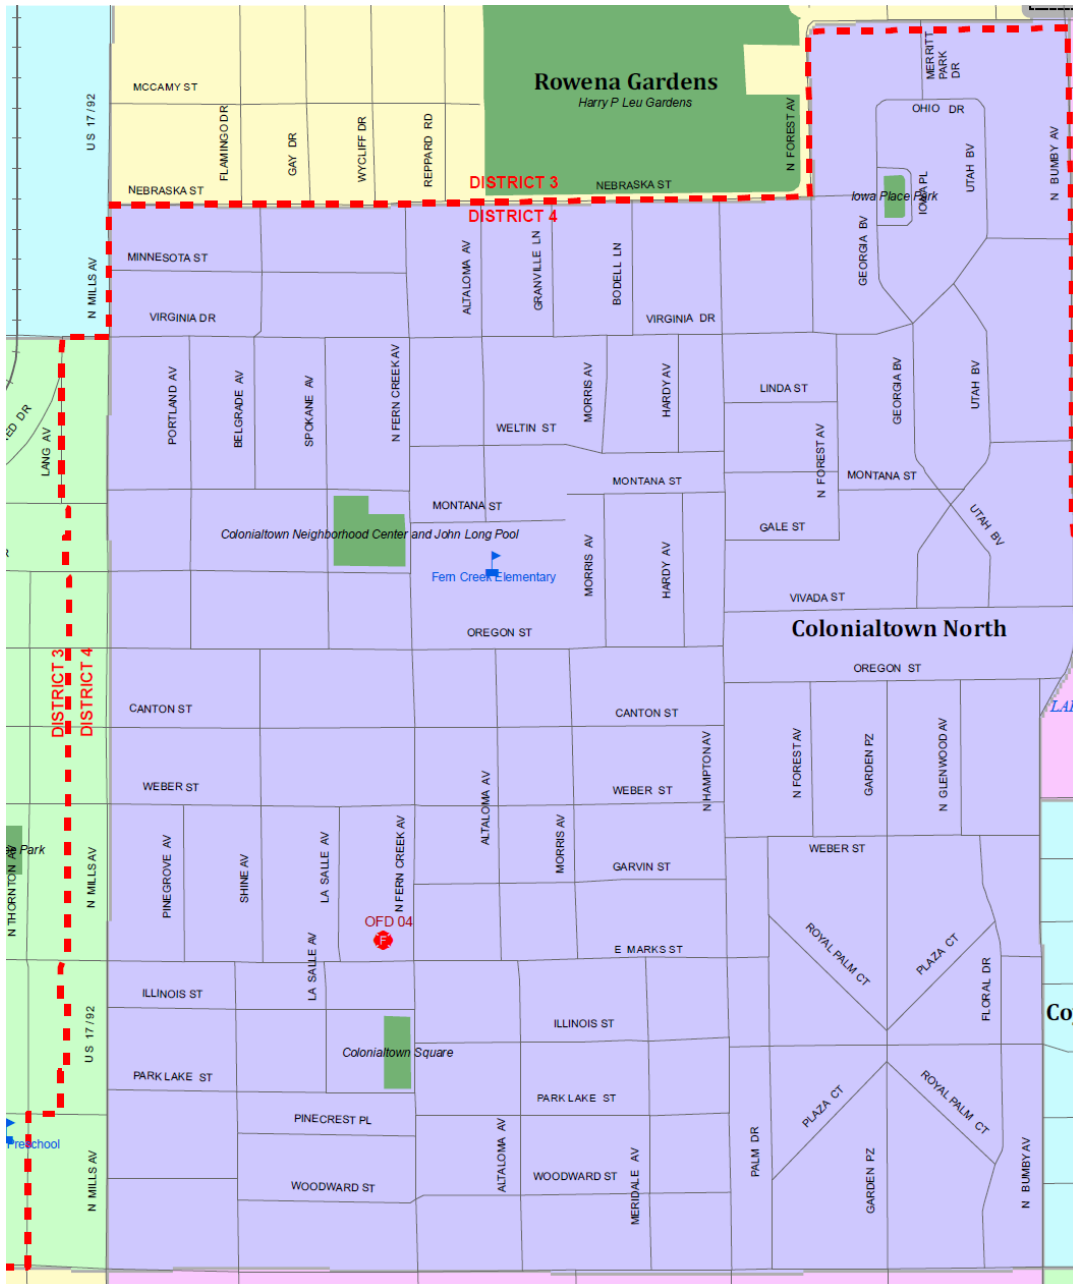 MERRITT
PARK
DR
Rowena Gardens
Harry P Leu Gardens
MCCAMY ST
US 17/92
FLAMINGO DR
GAY DR
WYCLIFF DR
REPPARD RD
N FOREST AV
OHIO DR
UTAH BV
N BUMBY AV
NEBRASKA ST
DISTRICT 3
NEBRASKA ST
DISTRICT 4
Iowa Place Park
IOWA PL
MINNESOTA ST
ALTALOMA AV
GRANVILLE LN
BODELL LN
GEORGIA BV
N MILLS AV
VIRGINIA DR
VIRGINIA DR
PORTLAND AV
BELGRADE AV
SPOKANE AV
N FERN CREEK AV
MORRIS AV
HARDY AV
LINDA ST
GEORGIA BV
UTAH BV
LANG AV
WELTIN ST
N FOREST AV
MONTANA ST
MONTANA ST
MONTANA ST
GALE ST
UTAH BV
Colonialtown Neighborhood Center and John Long Pool
Fern Creek Elementary
MORRIS AV
HARDY AV
VIVADA ST
OREGON ST
Colonialtown North
OREGON ST
DISTRICT 3
DISTRICT 4
CANTON ST
CANTON ST
N HAMPTON AV
N FOREST AV
GARDEN PZ
N GLENWOOD AV
WEBER ST
WEBER ST
ALTALOMA AV
WEBER ST
N THORNTON AV
N MILLS AV
PINEGROVE AV
SHINE AV
LA SALLE AV
N FERN CREEK AV
MORRIS AV
GARVIN ST
OFD 04
F
E MARKS ST
ROYAL PALM CT
PLAZA CT
LA SALLE AV
FLORAL DR
ILLINOIS ST
ILLINOIS ST
US 17/92
Colonialtown Square
PARK LAKE ST
PARK LAKE ST
PINECREST PL
PLAZA CT
ROYAL PALM CT
Preschool
N MILLS AV
ALTALOMA AV
PALM DR
GARDEN PZ
N BUMBY AV
WOODWARD ST
WOODWARD ST
MERIDALE AV